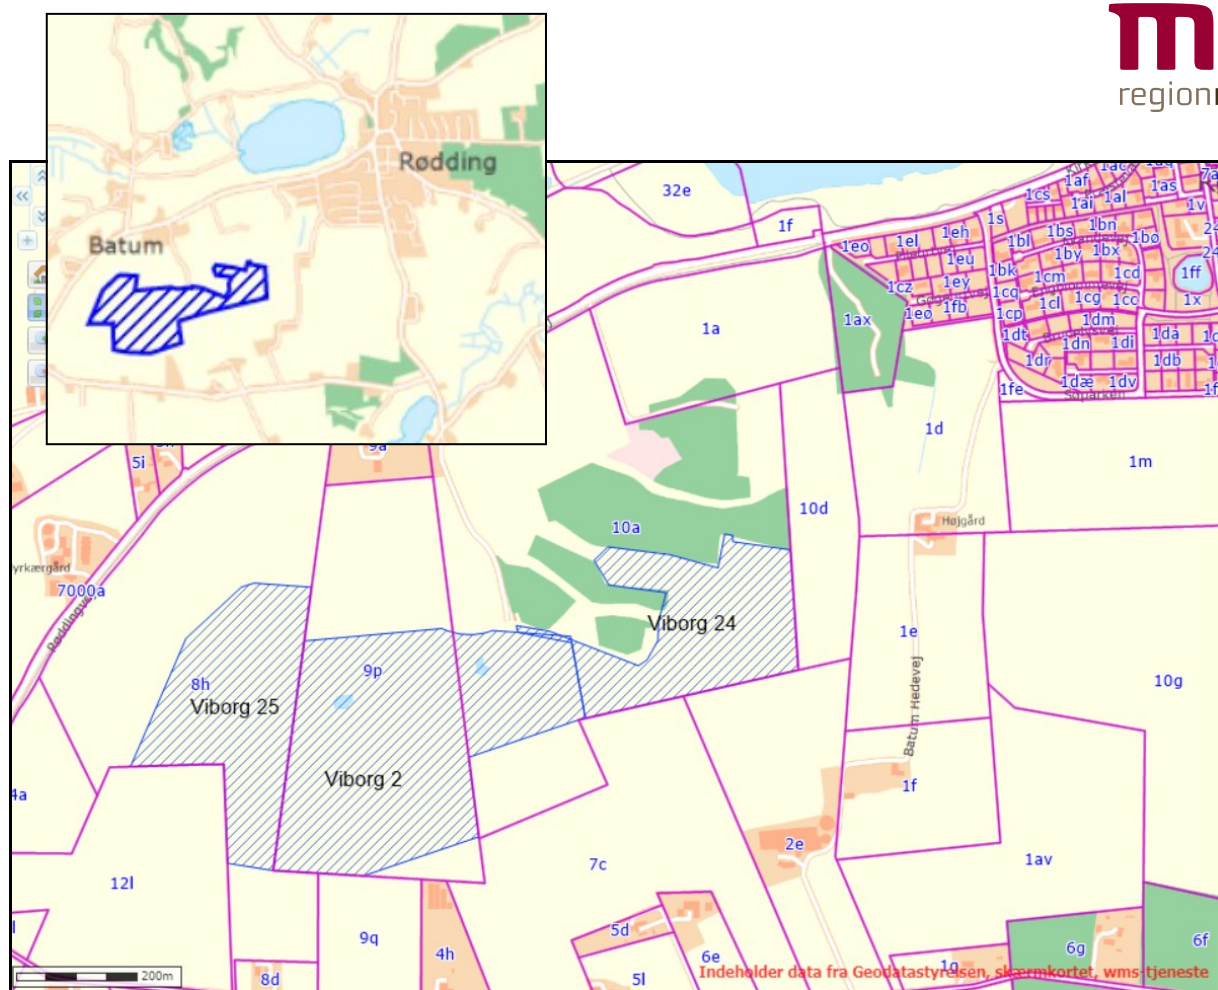 region
Rødding
Batum
32e
1f
1cs
1af
1ac
1as
1ai
1al
1v
1s
1eo
1el
1eh
1bl
1bs
1bn
1bø
24
1eu
1by
1bx
1bk
1cz
1ey
1cm
1cd
1ff
1cq
1cl
1cg
1cc
1x
1eø
1fb
1cp
1a
1ax
1dt
1dm
1dn
1di
1da
1dr
1db
1fe
1dæ
1dv
Søparken
9a
5i
1d
1m
10a
10d
Højgård
yrkærgård
7000a
Røddingvej
Viborg 24
1e
9p
8h
Viborg 25
10g
Batum Hedevej
Viborg 2
4a
1f
2e
7c
1av
12l
5d
9q
4h
6e
6g
6f
8d
5l
1g
200m
Indeholder data fra Geodatastyrelsen, skærmkortet, wms-tjeneste